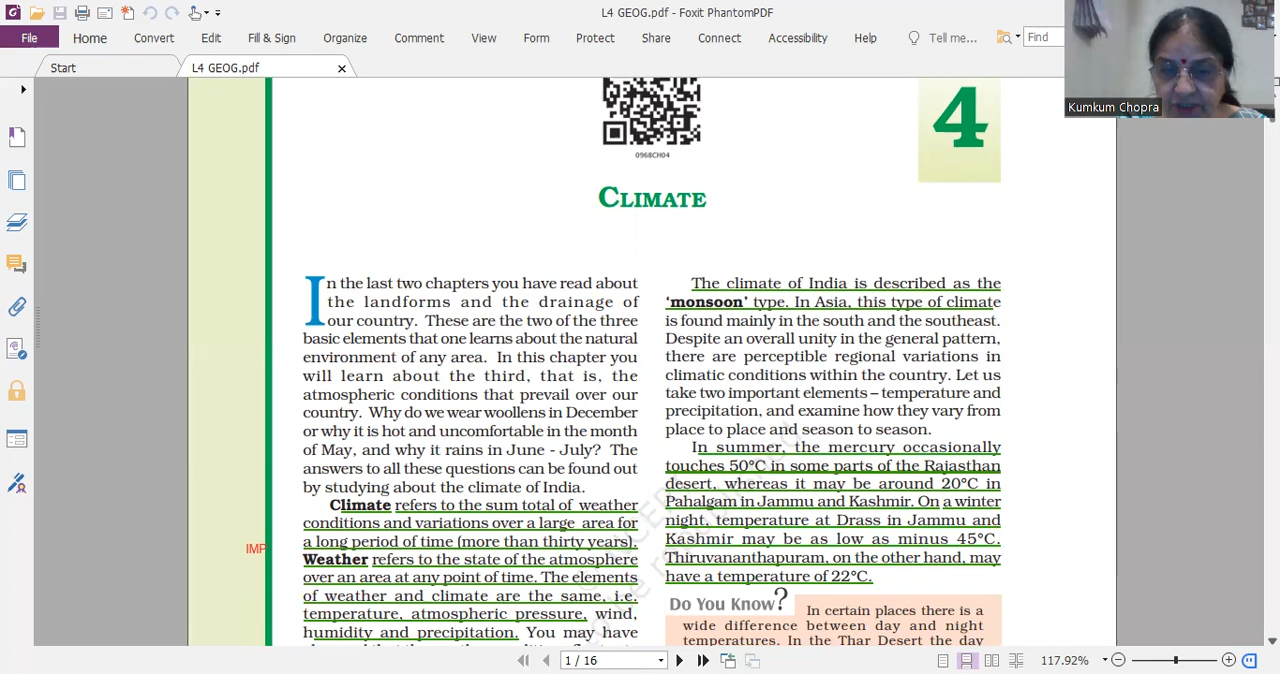 L4 GEOG.pdf - Foxit PhantomPDF
File Home Convert Edit Fill & Sign Organize Comment View Form Protect Share Connect Accessibility Help Tell me... Find
Start L4 GEOG.pdf
Kumkum Chopra
0968CH04
4
CLIMATE
In the last two chapters you have read about
the landforms and the drainage of
our country. These are the two of the three
basic elements that one learns about the natural
environment of any area. In this chapter you
will learn about the third, that is, the
atmospheric conditions that prevail over our
country. Why do we wear woollens in December
or why it is hot and uncomfortable in the month
of May, and why it rains in June - July? The
answers to all these questions can be found out
by studying about the climate of India.
Climate refers to the sum total of weather
conditions and variations over a large area for
a long period of time (more than thirty years).
IMP
Weather refers to the state of the atmosphere
over an area at any point of time. The elements
of weather and climate are the same, i.e.
temperature, atmospheric pressure, wind,
humidity and precipitation. You may have
The climate of India is described as the
‘monsoon’ type. In Asia, this type of climate
is found mainly in the south and the southeast.
Despite an overall unity in the general pattern,
there are perceptible regional variations in
climatic conditions within the country. Let us
take two important elements – temperature and
precipitation, and examine how they vary from
place to place and season to season.
In summer, the mercury occasionally
touches 50°C in some parts of the Rajasthan
desert, whereas it may be around 20°C in
Pahalgam in Jammu and Kashmir. On a winter
night, temperature at Drass in Jammu and
Kashmir may be as low as minus 45°C.
Thiruvananthapuram, on the other hand, may
have a temperature of 22°C.
Do You Know? In certain places there is a
wide difference between day and night
temperatures. In the Thar Desert the day
1 / 16
117.92%